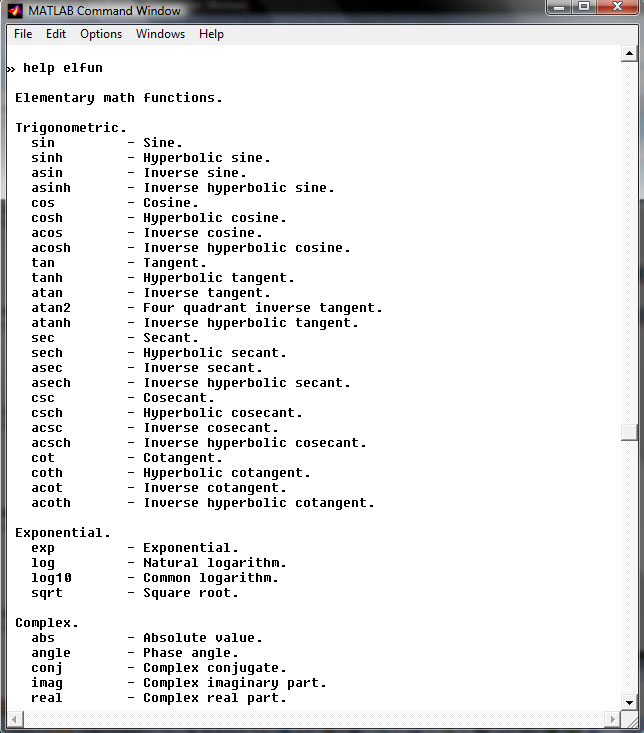 MATLAB Command Window
File Edit Options Windows Help
» help elfun
Elementary math functions.
Trigonometric.
sin - Sine.
sinh - Hyperbolic sine.
asin - Inverse sine.
asinh - Inverse hyperbolic sine.
cos - Cosine.
cosh - Hyperbolic cosine.
acos - Inverse cosine.
acosh - Inverse hyperbolic cosine.
tan - Tangent.
tanh - Hyperbolic tangent.
atan - Inverse tangent.
atan2 - Four quadrant inverse tangent.
atanh - Inverse hyperbolic tangent.
sec - Secant.
sech - Hyperbolic secant.
asec - Inverse secant.
asech - Inverse hyperbolic secant.
csc - Cosecant.
csch - Hyperbolic cosecant.
acsc - Inverse cosecant.
acsch - Inverse hyperbolic cosecant.
cot - Cotangent.
coth - Hyperbolic cotangent.
acot - Inverse cotangent.
acoth - Inverse hyperbolic cotangent.
Exponential.
exp - Exponential.
log - Natural logarithm.
log10 - Common logarithm.
sqrt - Square root.
Complex.
abs - Absolute value.
angle - Phase angle.
conj - Complex conjugate.
imag - Complex imaginary part.
real - Complex real part.